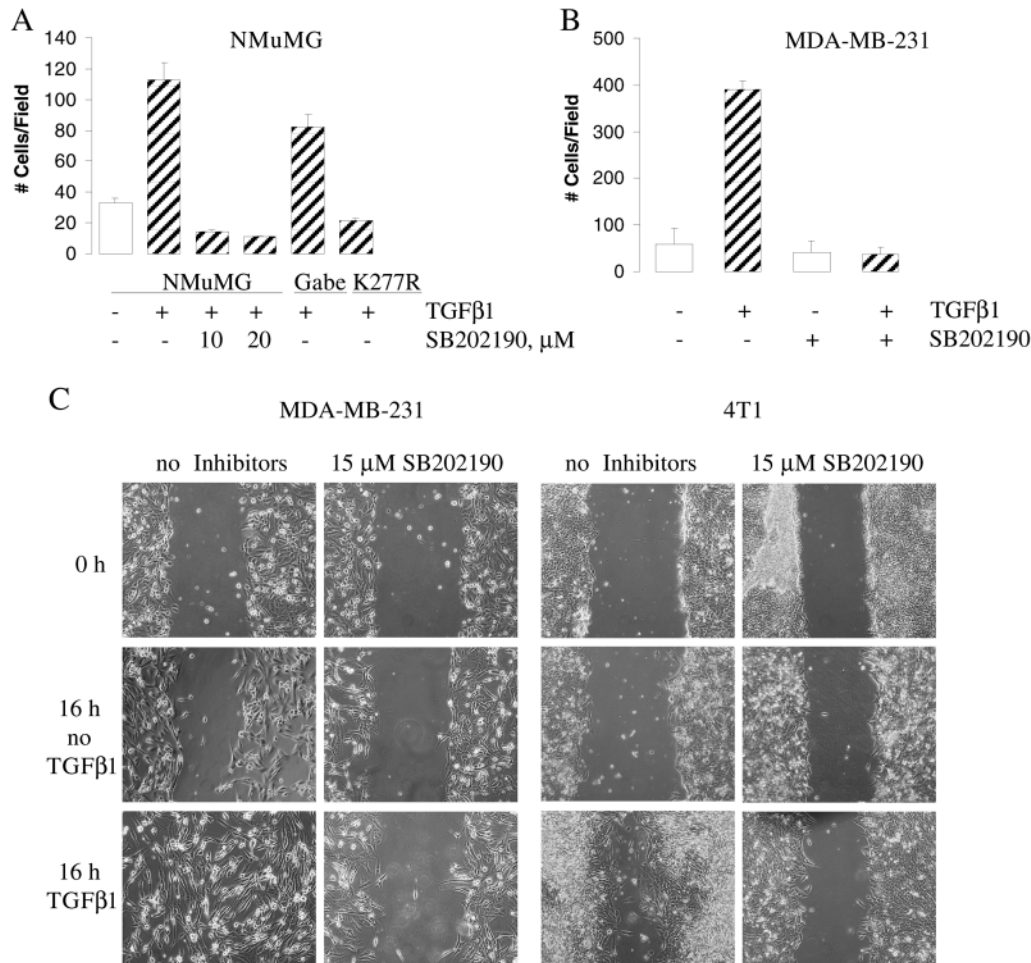 A
NMuMG
# Cells/Field
140
120
100
80
60
40
20
0
NMuMG Gabe K277R
- + + + + + TGFβ1
- - 10 20 - - SB202190, μM
B
MDA-MB-231
# Cells/Field
500
400
300
200
100
0
- + - + TGFβ1
- - + + SB202190
C
MDA-MB-231 4T1
no Inhibitors 15 μM SB202190 no Inhibitors 15 μM SB202190
0 h
16 h
no
TGFβ1
16 h
TGFβ1